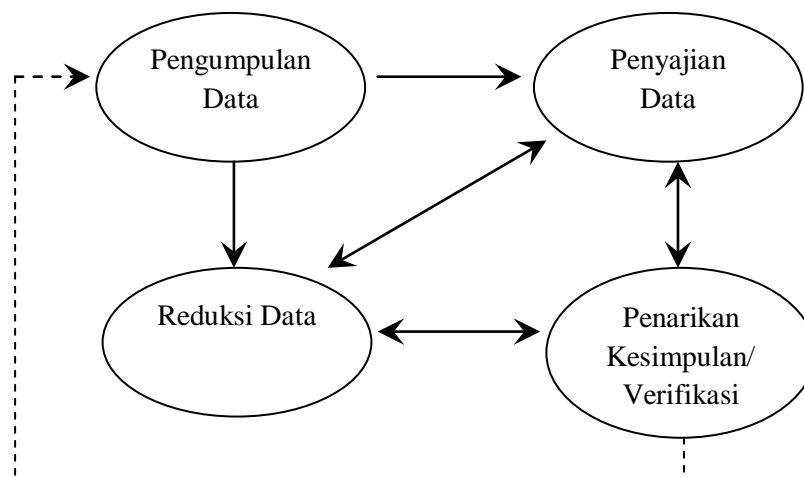 Pengumpulan
Data
Penyajian
Data
Reduksi Data
Penarikan
Kesimpulan/
Verifikasi